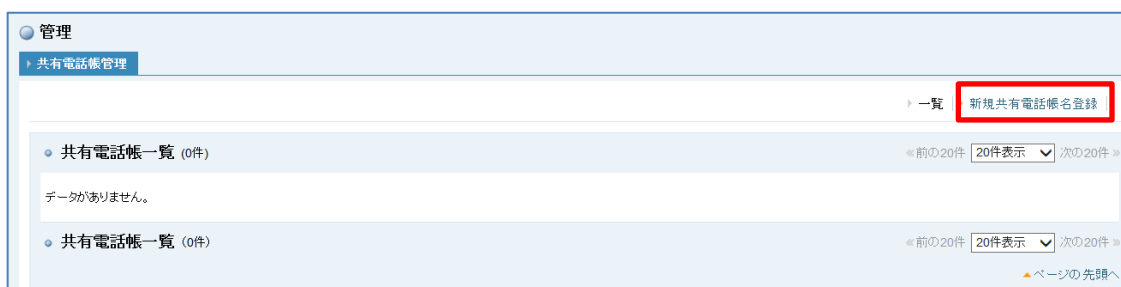 管理
共有電話帳管理
一覧 | 新規共有電話帳名登録 |
共有電話帳一覧 (0件) «前の20件 20件表示 次の20件»
データがありません。
共有電話帳一覧 (0件) «前の20件 20件表示 次の20件»
ページの先頭へ